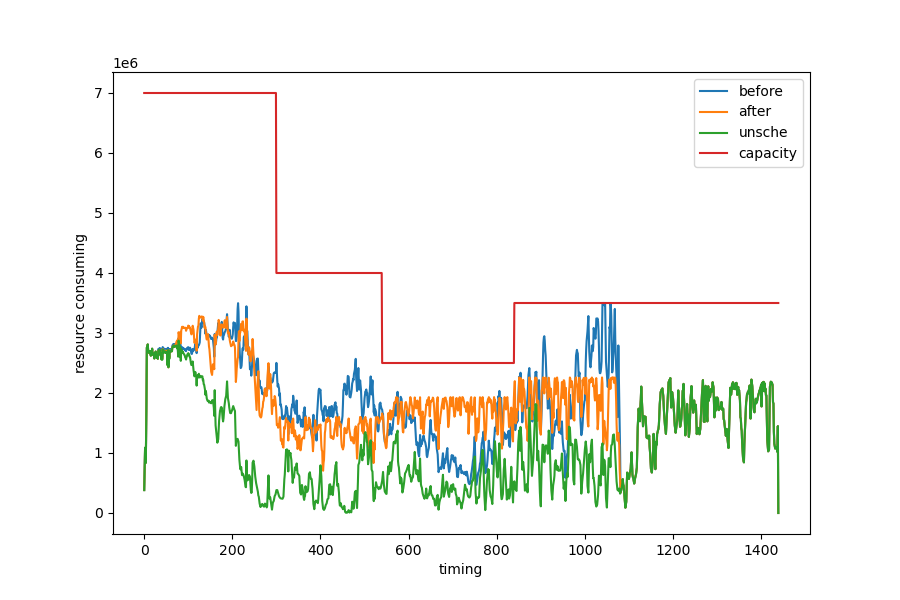 1e6
7
6
5
4
3
2
1
0
resource consuming
0 200 400 600 800 1000 1200 1400
timing
before
after
unsche
capacity